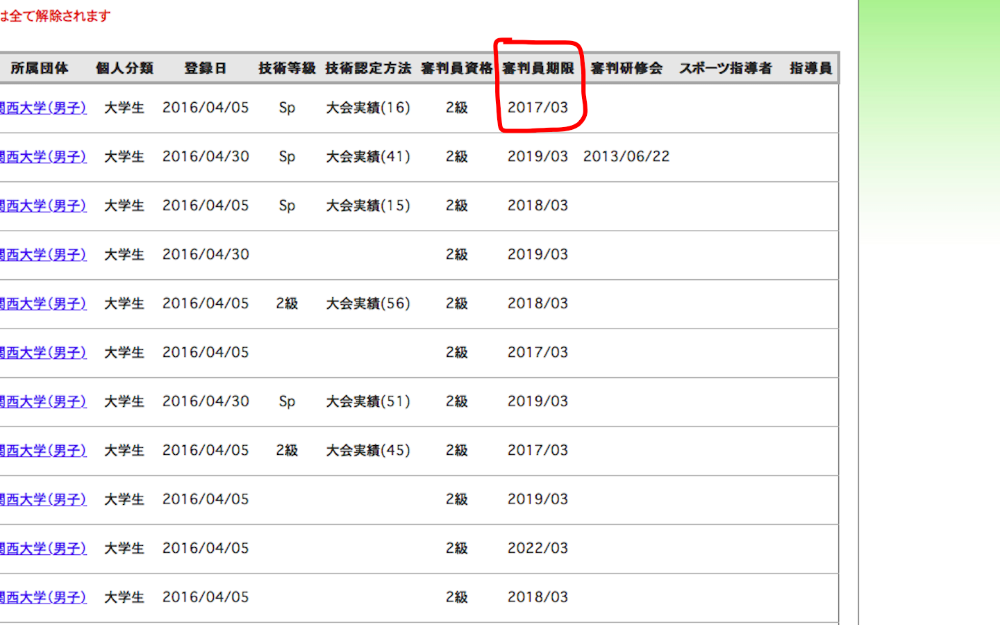 は全て解除されます
所属団体 個人分類 登録日 技術等級 技術認定方法 審判員資格 審判員期限 審判研修会 スポーツ指導者 指導員
関西大学(男子) 大学生 2016/04/05 Sp 大会実績(16) 2級 2017/03
関西大学(男子) 大学生 2016/04/30 Sp 大会実績(41) 2級 2019/03 2013/06/22
関西大学(男子) 大学生 2016/04/05 Sp 大会実績(15) 2級 2018/03
関西大学(男子) 大学生 2016/04/30 2級 2019/03
関西大学(男子) 大学生 2016/04/05 2級 大会実績(56) 2級 2018/03
関西大学(男子) 大学生 2016/04/05 2級 2017/03
関西大学(男子) 大学生 2016/04/30 Sp 大会実績(51) 2級 2019/03
関西大学(男子) 大学生 2016/04/05 2級 大会実績(45) 2級 2017/03
関西大学(男子) 大学生 2016/04/05 2級 2019/03
関西大学(男子) 大学生 2016/04/05 2級 2022/03
関西大学(男子) 大学生 2016/04/05 2級 2018/03